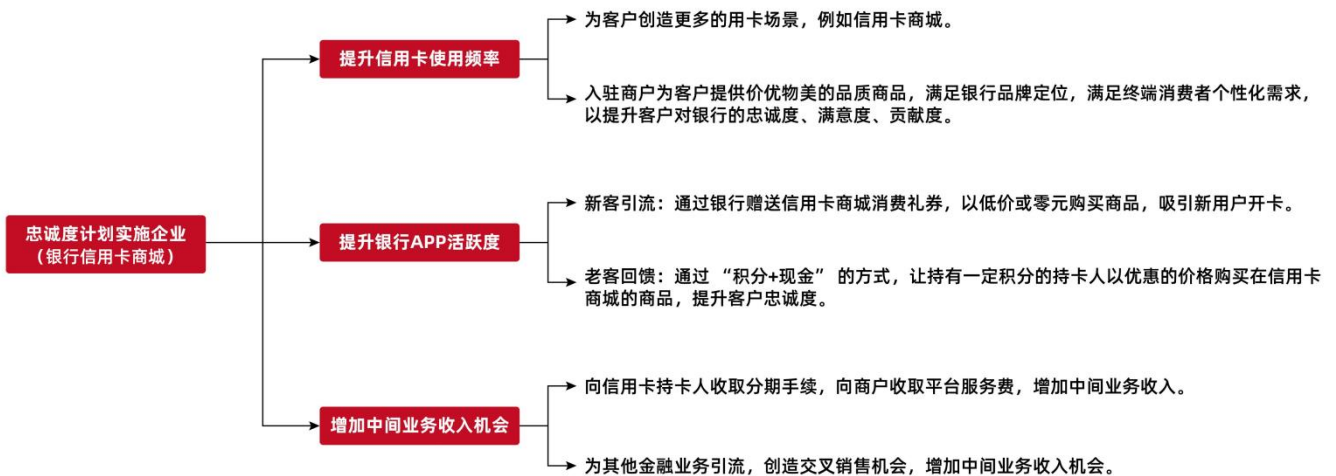 为客户创造更多的用卡场景，例如信用卡商城。
提升信用卡使用频率
入驻商户为客户提供价优物美的品质商品，满足银行品牌定位，满足终端消费者个性化需求，
以提升客户对银行的忠诚度、满意度、贡献度。
忠诚度计划实施企业
（银行信用卡商城）
新客引流：通过银行赠送信用卡商城消费礼券，以低价或零元购买商品，吸引新用户开卡。
提升银行APP活跃度
老客回馈：通过 “积分+现金” 的方式，让持有一定积分的持卡人以优惠的价格购买在信用卡
商城的商品，提升客户忠诚度。
向信用卡持卡人收取分期手续，向商户收取平台服务费，增加中间业务收入。
增加中间业务收入机会
为其他金融业务引流，创造交叉销售机会，增加中间业务收入机会。